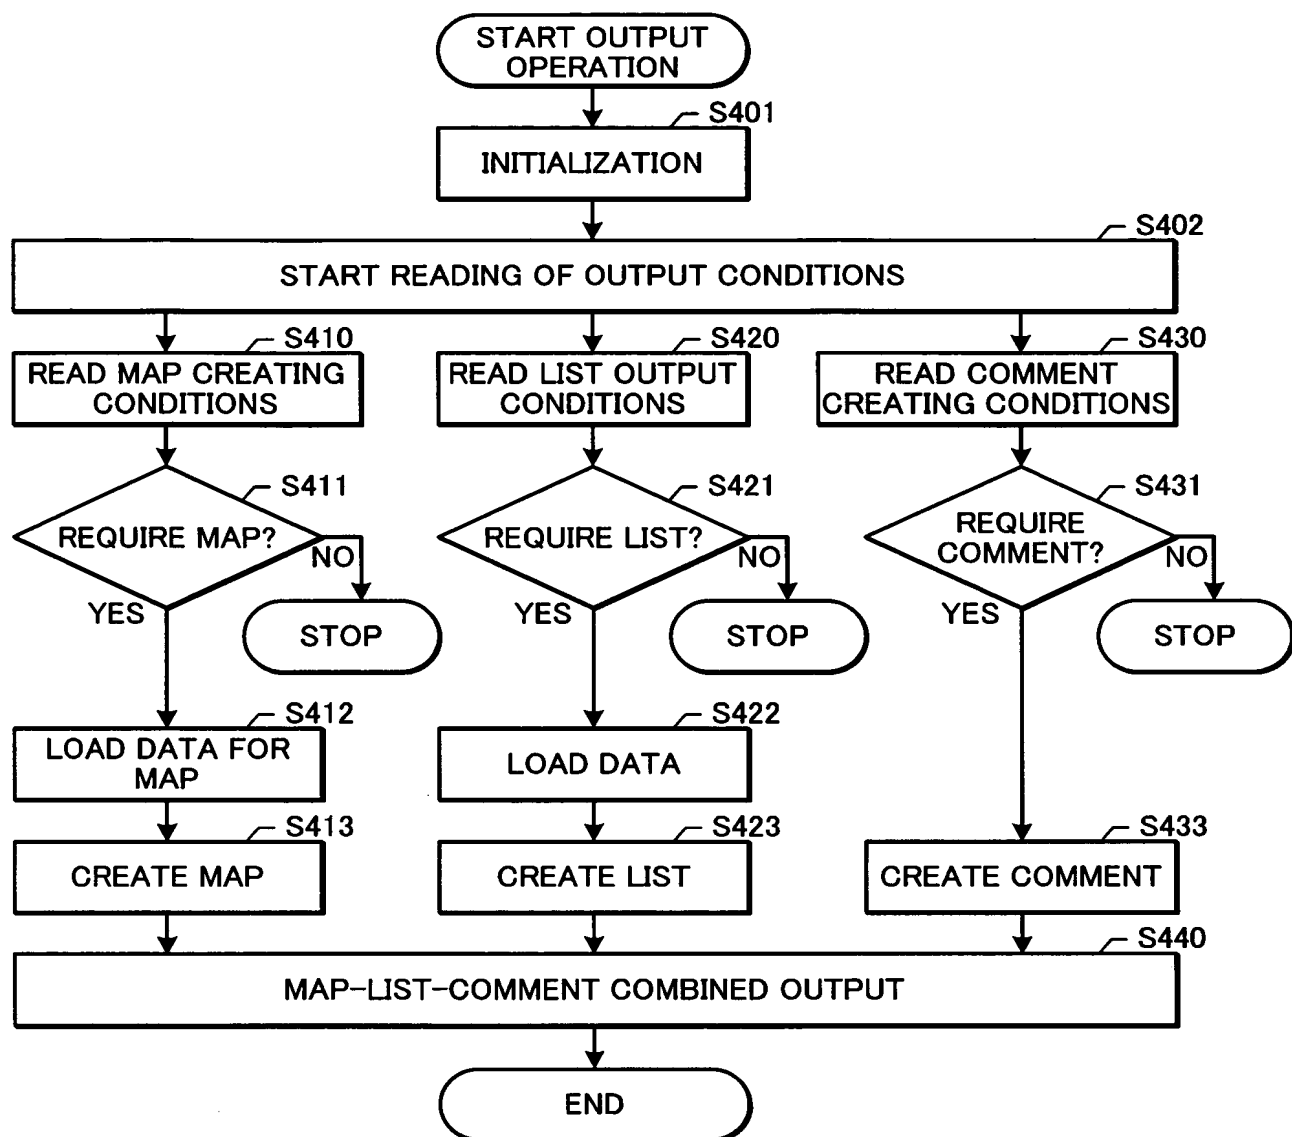 START OUTPUT
OPERATION
S401
INITIALIZATION
S402
START READING OF OUTPUT CONDITIONS
S410
READ MAP CREATING
CONDITIONS
S420
READ LIST OUTPUT
CONDITIONS
S430
READ COMMENT
CREATING CONDITIONS
S411
REQUIRE MAP?
NO
YES
STOP
S421
REQUIRE LIST?
NO
YES
STOP
S431
REQUIRE
COMMENT?
NO
YES
STOP
S412
LOAD DATA FOR
MAP
S422
LOAD DATA
S413
CREATE MAP
S423
CREATE LIST
S433
CREATE COMMENT
S440
MAP-LIST-COMMENT COMBINED OUTPUT
END